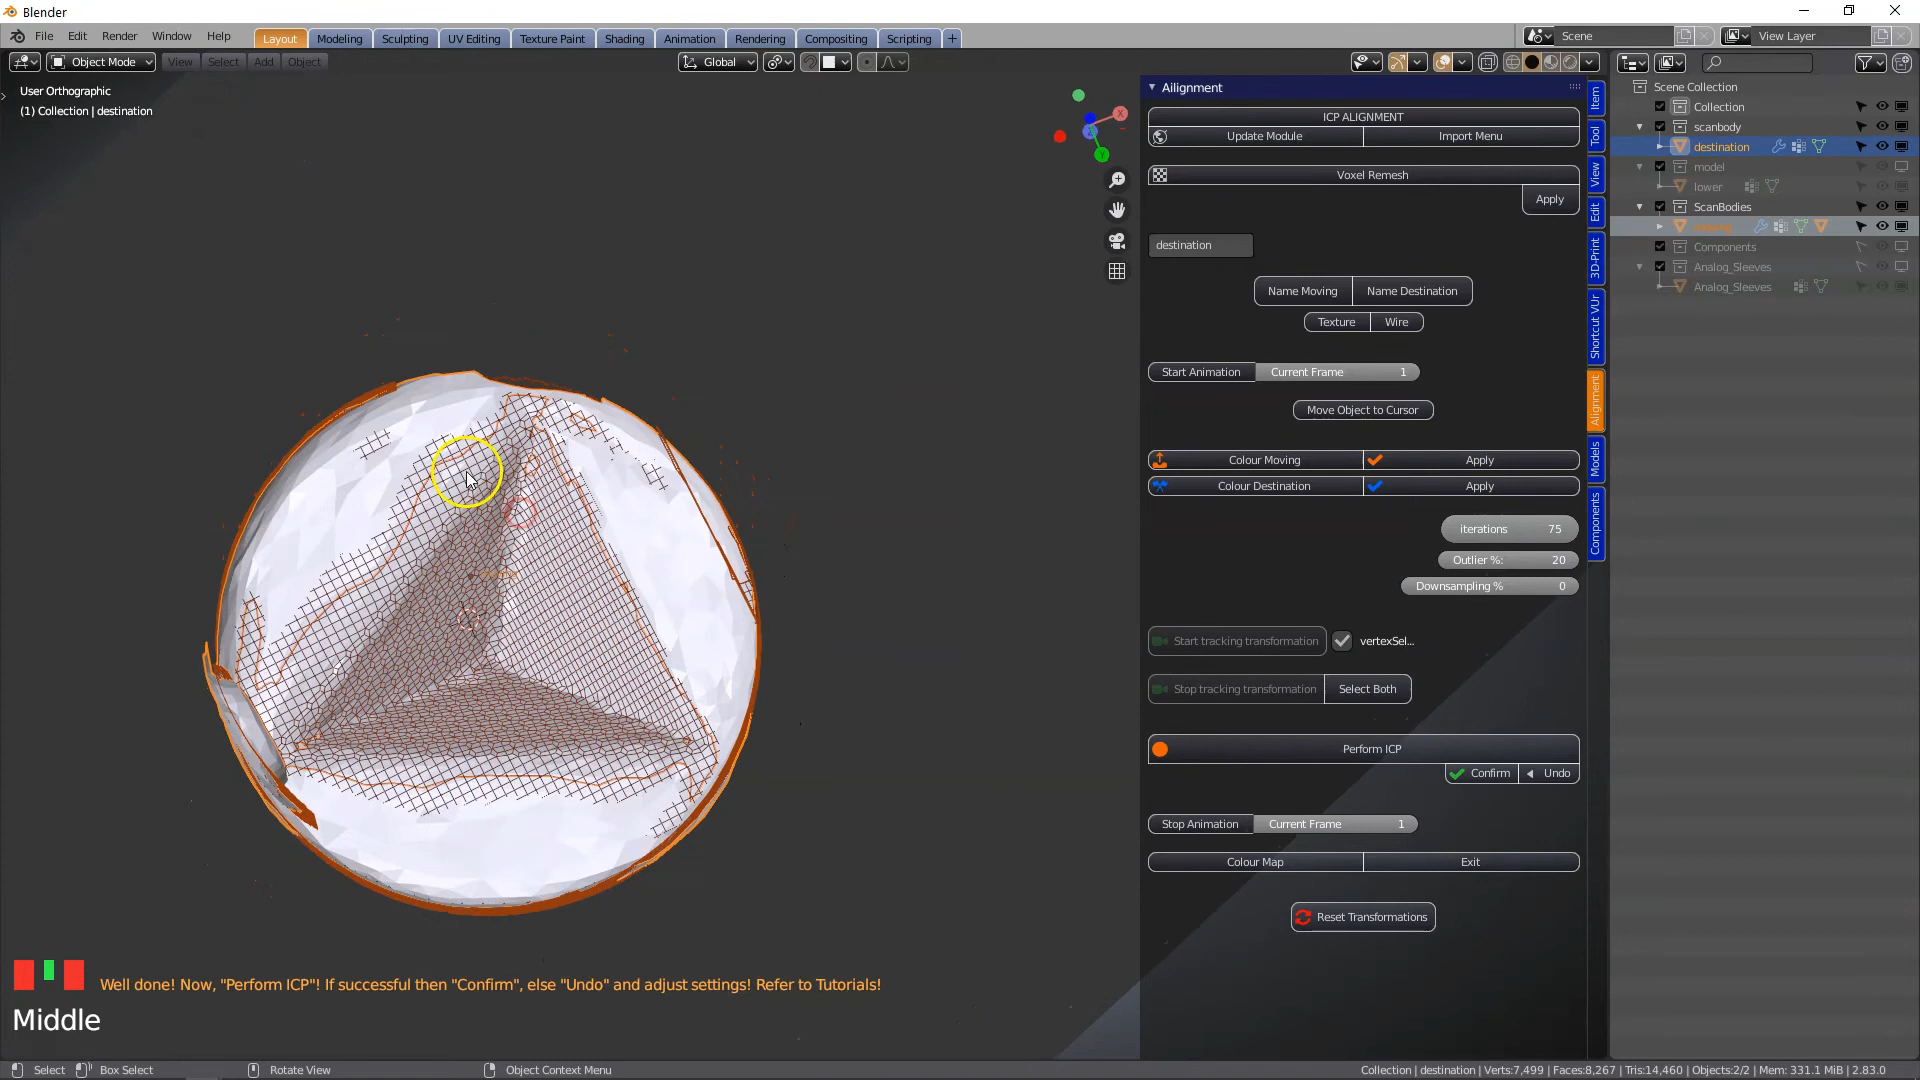 Blender
File Edit Render Window Help Layout Modeling Sculpting UV Editing Texture Paint Shading Animation Rendering Compositing Scripting + Scene View Layer
Object Mode View Select Add Object Global
User Orthographic
(1) Collection | destination
X
Y
Ailignment
ICP ALIGNMENT
Update Module Import Menu
Voxel Remesh
Apply
destination
Name Moving Name Destination
Texture Wire
Start Animation Current Frame 1
Move Object to Cursor
Colour Moving Apply
Colour Destination Apply
iterations 75
Outlier %: 20
Downsampling % 0
Start tracking transformation vertexSel...
Stop tracking transformation Select Both
Perform ICP
Confirm Undo
Stop Animation Current Frame 1
Colour Map Exit
Reset Transformations
Item
Tool
View
Edit
3D-Print
Shortcut VUr
Alignment
Models
Components
Scene Collection
Collection
scanbody
destination
model
lower
ScanBodies
Components
Analog_Sleeves
Analog_Sleeves
Well done! Now, "Perform ICP"! If successful then "Confirm", else "Undo" and adjust settings! Refer to Tutorials!
Middle
Select Box Select Rotate View Object Context Menu Collection | destination | Verts:7,499 | Faces:8,267 | Tris:14,460 | Objects:2/2 | Mem: 331.1 MiB | 2.83.0